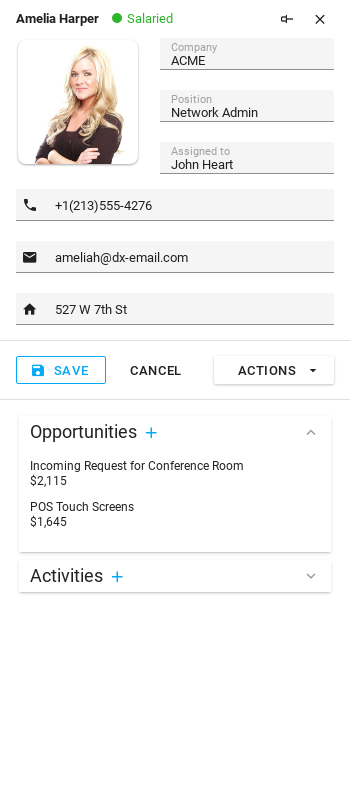 Amelia Harper
Salaried
Company
ACME
Position
Network Admin
Assigned to
John Heart
+1(213)555-4276
ameliah@dx-email.com
527 W 7th St
SAVE
CANCEL
ACTIONS
Opportunities
Incoming Request for Conference Room
$2,115
POS Touch Screens
$1,645
Activities